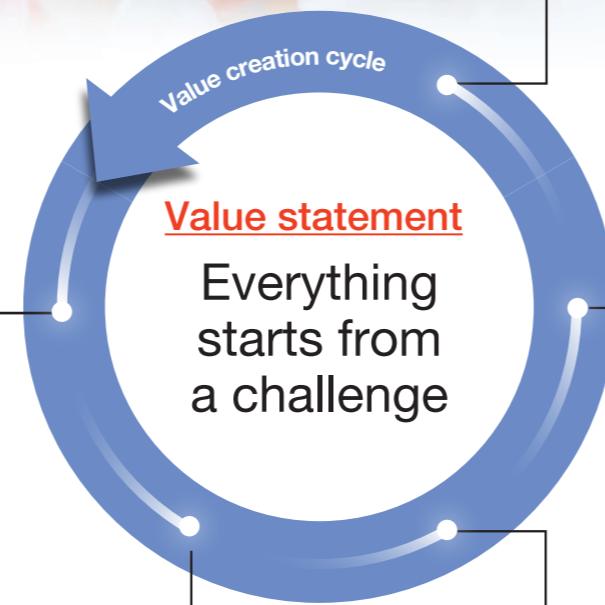 Value creation cycle
Value statement
Everything
starts from
a challenge